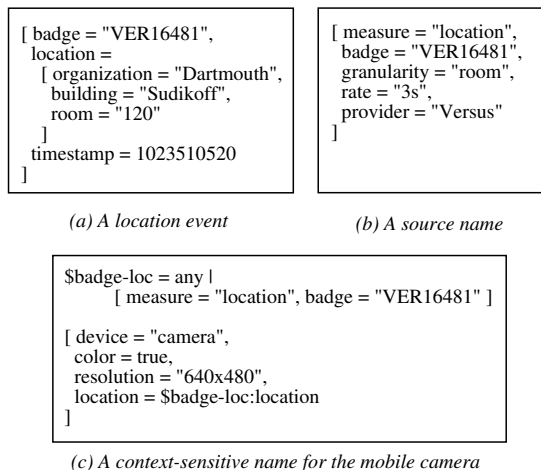 [ badge = "VER16481",
location =
[ organization = "Dartmouth",
building = "Sudikoff",
room = "120"
]
timestamp = 1023510520
]
(a) A location event
[ measure = "location",
badge = "VER16481",
granularity = "room",
rate = "3s",
provider = "Versus"
]
(b) A source name
$badge-loc = any |
[ measure = "location", badge = "VER16481" ]
[ device = "camera",
color = true,
resolution = "640x480",
location = $badge-loc:location
]
(c) A context-sensitive name for the mobile camera